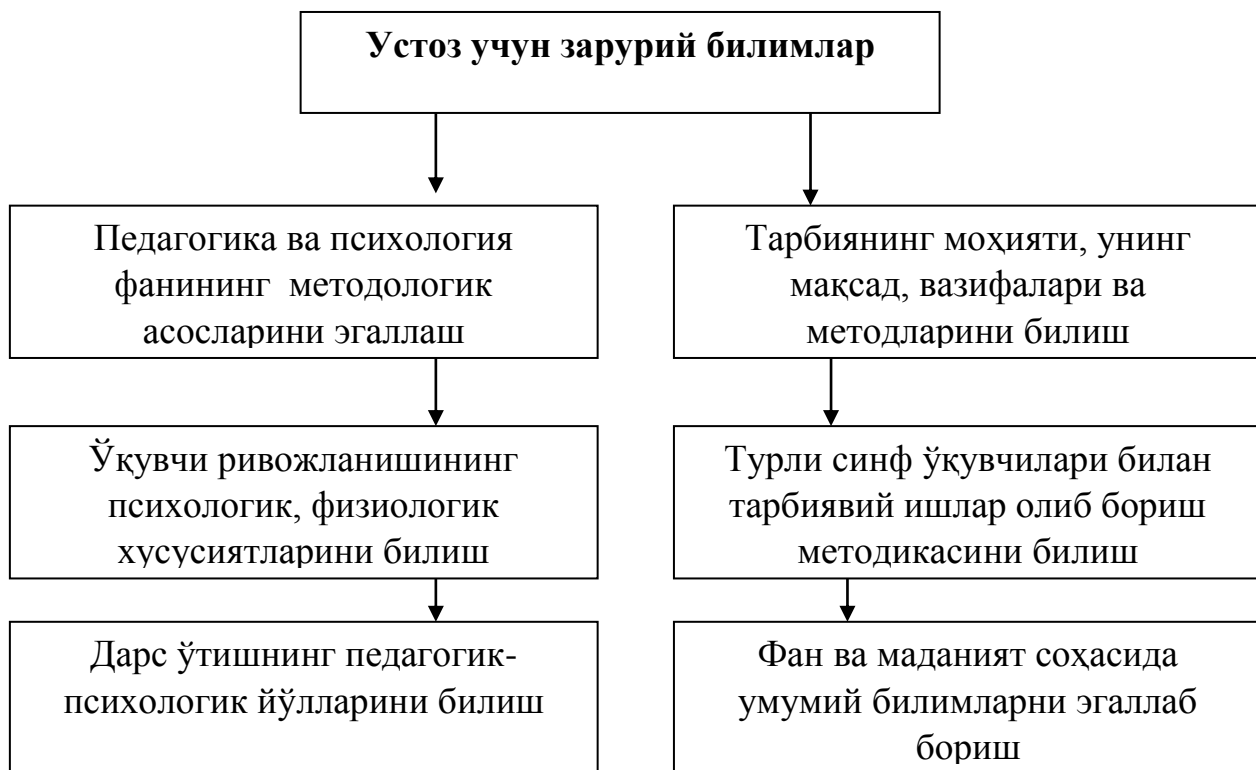 Устоз учун зарурий билимлар
Педагогика ва психология
фанининг методологик
асосларини эгаллаш
Тарбиянинг моҳияти, унинг
мақсад, вазифалари ва
методларини билиш
Ўқувчи ривожланишининг
психологик, физиологик
хусусиятларини билиш
Турли синф ўқувчилари билан
тарбиявий ишлар олиб бориш
методикасини билиш
Дарс ўтишнинг педагогик-
психологик йўлларини билиш
Фан ва маданият соҳасида
умумий билимларни эгаллаб
бориш